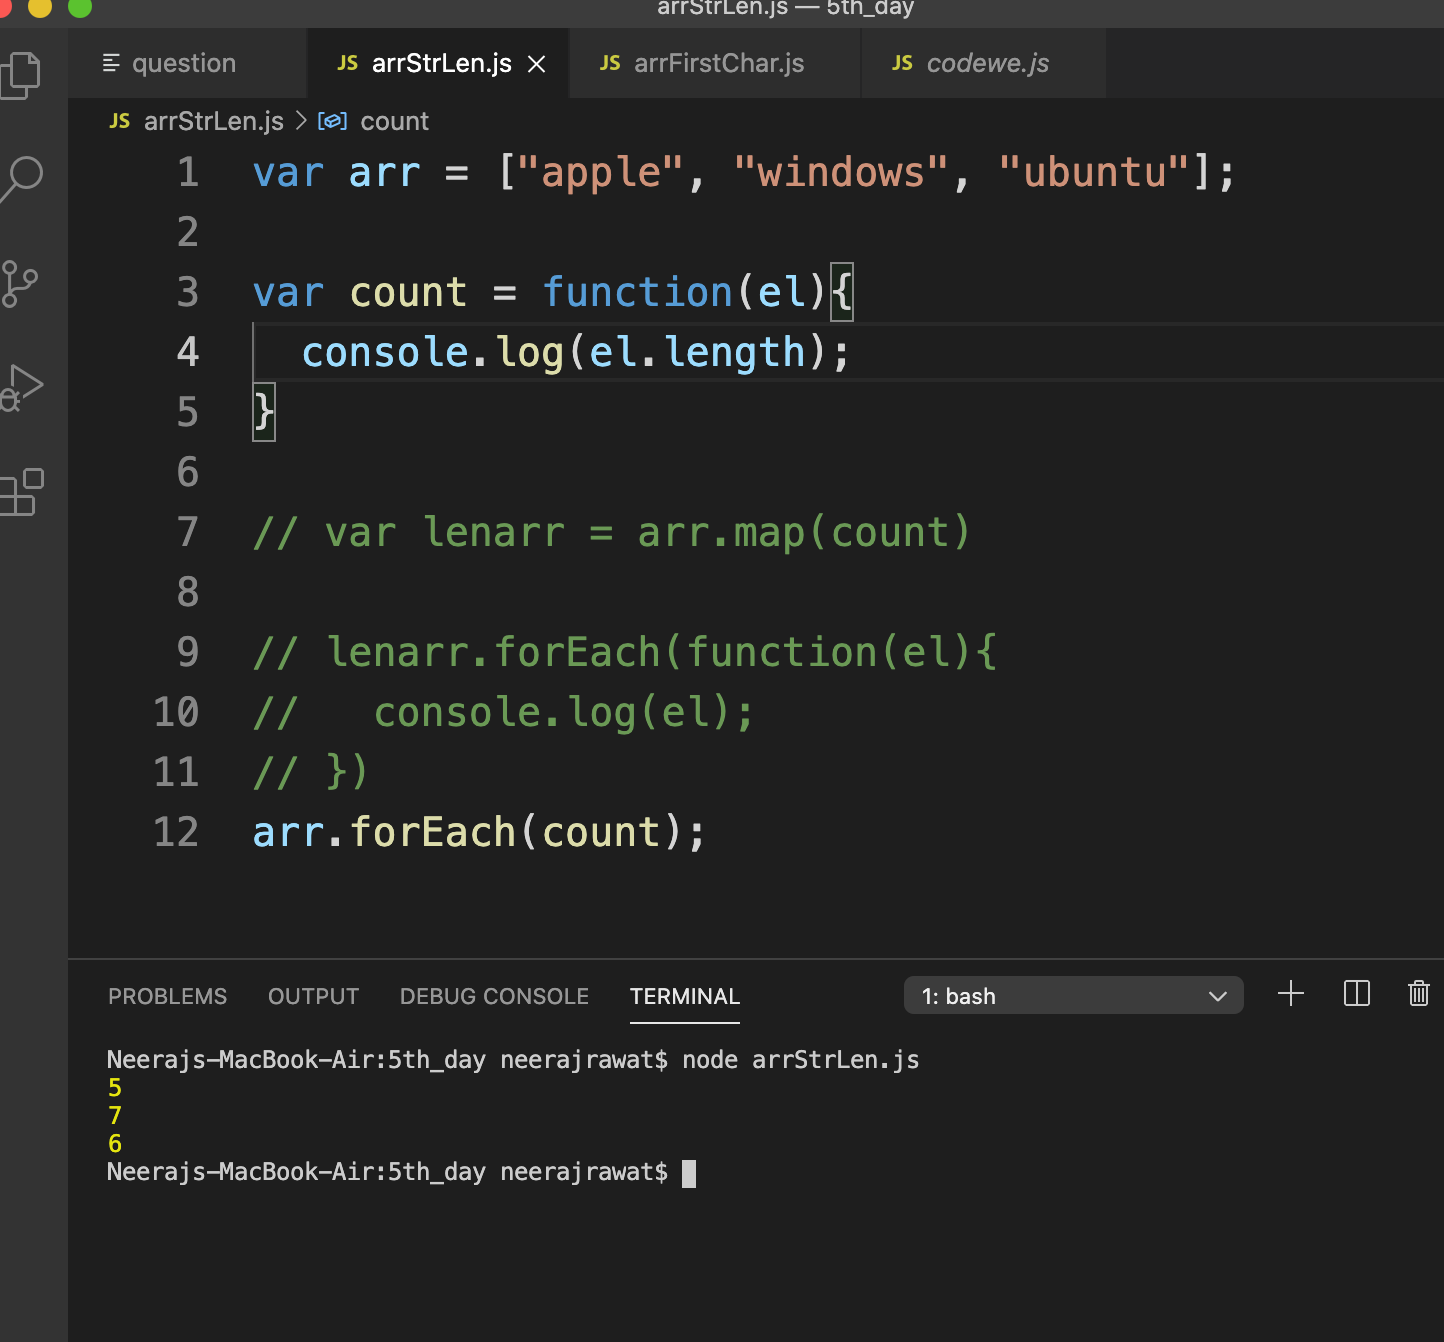 arrStrLen.js — 5th_day
question JS arrStrLen.js JS arrFirstChar.js JS codewe.js
JS arrStrLen.js > count
1 var arr = ["apple", "windows", "ubuntu"];
2
3 var count = function(el){
4   console.log(el.length);
5 }
6
7 // var lenarr = arr.map(count)
8
9 // lenarr.forEach(function(el){
10 //   console.log(el);
11 // })
12 arr.forEach(count);
PROBLEMS OUTPUT DEBUG CONSOLE TERMINAL 1: bash
Neerajs-MacBook-Air:5th_day neerajrawat$ node arrStrLen.js
5
7
6
Neerajs-MacBook-Air:5th_day neerajrawat$